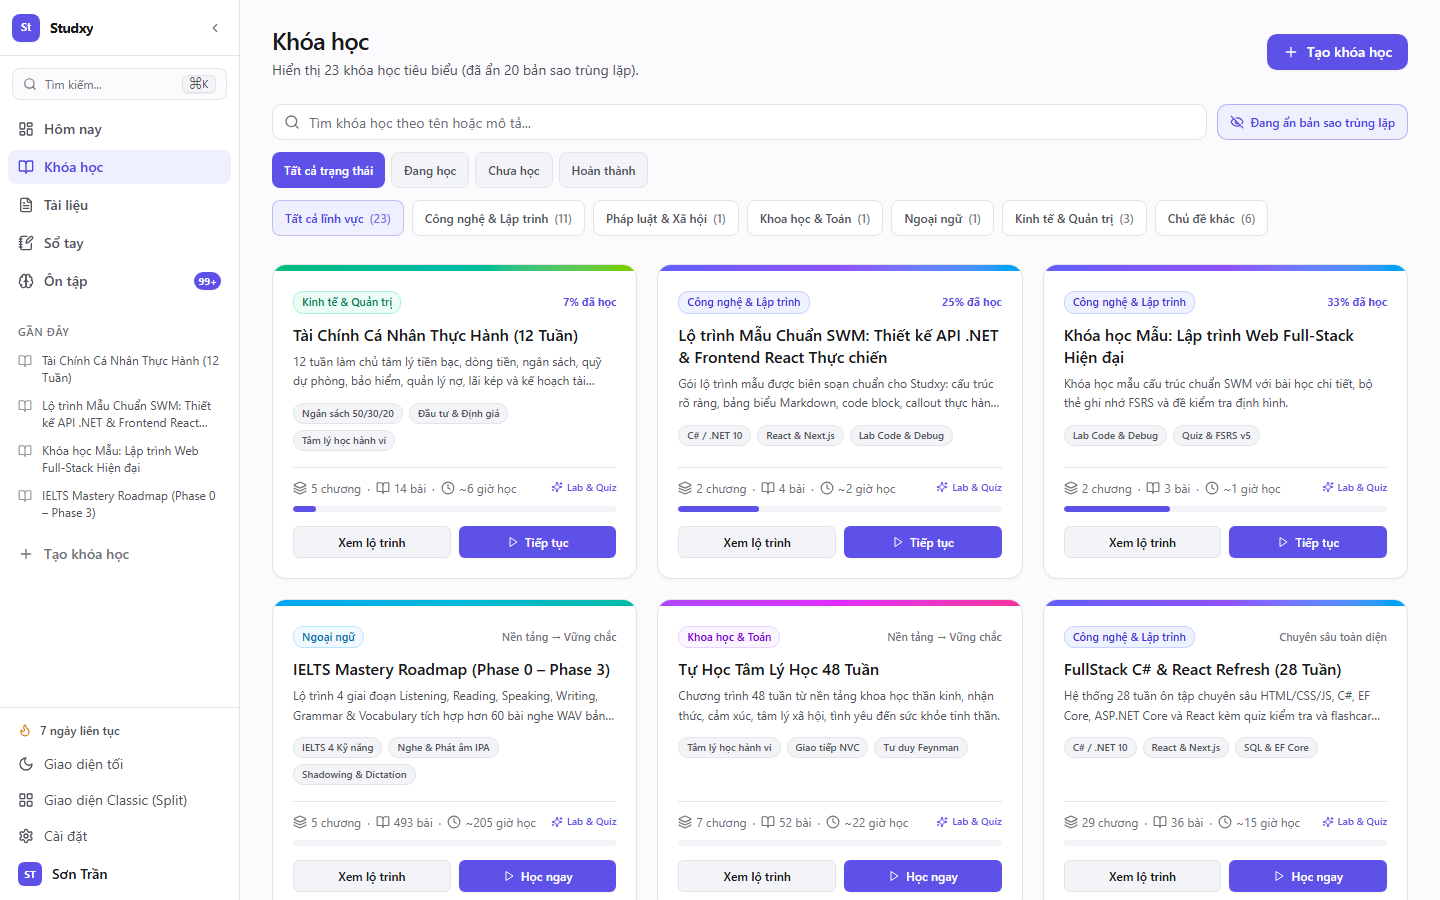 St Studxy
Tìm kiếm... ⌘K
Hôm nay
Khóa học
Tài liệu
Sổ tay
Ôn tập 99+
GẦN ĐÂY
Tài Chính Cá Nhân Thực Hành (12
Tuần)
Lộ trình Mẫu Chuẩn SWM: Thiết
kế API .NET & Frontend React...
Khóa học Mẫu: Lập trình Web
Full-Stack Hiện đại
IELTS Mastery Roadmap (Phase 0
– Phase 3)
Tạo khóa học
7 ngày liên tục
Giao diện tối
Giao diện Classic (Split)
Cài đặt
ST Sơn Trần
Khóa học
Hiển thị 23 khóa học tiêu biểu (đã ẩn 20 bản sao trùng lặp).
Tạo khóa học
Tìm khóa học theo tên hoặc mô tả...
Đang ẩn bản sao trùng lặp
Tất cả trạng thái Đang học Chưa học Hoàn thành
Tất cả lĩnh vực (23) Công nghệ & Lập trình (11) Pháp luật & Xã hội (1) Khoa học & Toán (1) Ngoại ngữ (1) Kinh tế & Quản trị (3) Chủ đề khác (6)
Kinh tế & Quản trị 7% đã học
Tài Chính Cá Nhân Thực Hành (12 Tuần)
12 tuần làm chủ tâm lý tiền bạc, dòng tiền, ngân sách, quỹ
dự phòng, bảo hiểm, quản lý nợ, lãi kép và kế hoạch tài...
Ngân sách 50/30/20 Đầu tư & Định giá
Tâm lý học hành vi
5 chương · 14 bài · ~6 giờ học Lab & Quiz
Xem lộ trình Tiếp tục
Công nghệ & Lập trình 25% đã học
Lộ trình Mẫu Chuẩn SWM: Thiết kế API .NET
& Frontend React Thực chiến
Gói lộ trình mẫu được biên soạn chuẩn cho Studxy: cấu trúc
rõ ràng, bảng biểu Markdown, code block, callout thực hàn...
C# / .NET 10 React & Next.js Lab Code & Debug
2 chương · 4 bài · ~2 giờ học Lab & Quiz
Xem lộ trình Tiếp tục
Công nghệ & Lập trình 33% đã học
Khóa học Mẫu: Lập trình Web Full-Stack
Hiện đại
Khóa học mẫu cấu trúc chuẩn SWM với bài học chi tiết, bộ
thẻ ghi nhớ FSRS và đề kiểm tra định hình.
Lab Code & Debug Quiz & FSRS v5
2 chương · 3 bài · ~1 giờ học Lab & Quiz
Xem lộ trình Tiếp tục
Ngoại ngữ Nền tảng → Vững chắc
IELTS Mastery Roadmap (Phase 0 – Phase 3)
Lộ trình 4 giai đoạn Listening, Reading, Speaking, Writing,
Grammar & Vocabulary tích hợp hơn 60 bài nghe WAV bản...
IELTS 4 Kỹ năng Nghe & Phát âm IPA
Shadowing & Dictation
5 chương · 493 bài · ~205 giờ học Lab & Quiz
Xem lộ trình Học ngay
Khoa học & Toán Nền tảng → Vững chắc
Tự Học Tâm Lý Học 48 Tuần
Chương trình 48 tuần từ nền tảng khoa học thần kinh, nhận
thức, cảm xúc, tâm lý xã hội, tình yêu đến sức khỏe tinh thần.
Tâm lý học hành vi Giao tiếp NVC Tư duy Feynman
7 chương · 52 bài · ~22 giờ học Lab & Quiz
Xem lộ trình Học ngay
Công nghệ & Lập trình Chuyên sâu toàn diện
FullStack C# & React Refresh (28 Tuần)
Hệ thống 28 tuần ôn tập chuyên sâu HTML/CSS/JS, C#, EF
Core, ASP.NET Core và React kèm quiz kiểm tra và flashcar...
C# / .NET 10 React & Next.js SQL & EF Core
29 chương · 36 bài · ~15 giờ học Lab & Quiz
Xem lộ trình Học ngay